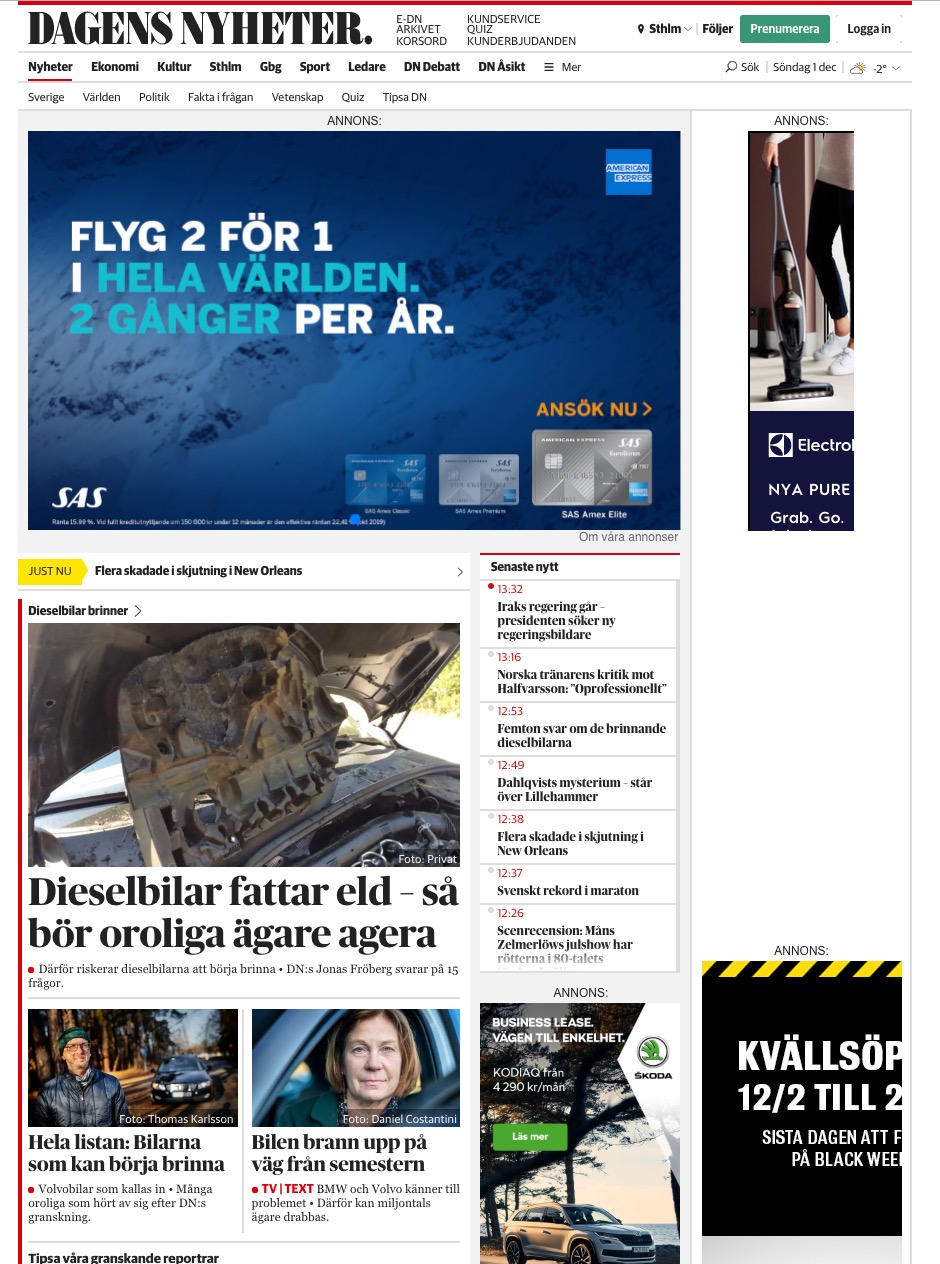 DAGENS NYHETER.
E-DN
ARKIVET
KORSORD
KUNDSERVICE
QUIZ
KUNDERBJUDANDEN
Sthlm
Följer
Prenumerera
Logga in
Nyheter Ekonomi Kultur Sthlm Gbg Sport Ledare DN Debatt DN Åsikt Mer
Sök Söndag 1 dec -2°
Sverige Världen Politik Fakta i frågan Vetenskap Quiz Tipsa DN
ANNONS:
AMERICAN
EXPRESS
FLYG 2 FÖR 1
I HELA VÄRLDEN.
2 GÅNGER PER ÅR.
ANSÖK NU >
AMERICAN EXPRESS SAS
EuroBonus
SAS Amex Classic
SAS Amex Premium
SAS Amex Elite
SAS
Ränta 15.99 %. Vid fullt kreditutnyttjande om 150 000 kr under 12 månader är den effektiva räntan 22,41
2019)
Om våra annonser
ANNONS:
Electrol
NYA PURE
Grab. Go.
JUST NU Flera skadade i skjutning i New Orleans
Dieselbilar brinner
Foto: Privat
Dieselbilar fattar eld – så
bör oroliga ägare agera
• Därför riskerar dieselbilarna att börja brinna • DN:s Jonas Fröberg svarar på 15
frågor.
Foto: Thomas Karlsson
Hela listan: Bilarna
som kan börja brinna
• Volvobilar som kallas in • Många
oroliga som hört av sig efter DN:s
granskning.
Foto: Daniel Costantini
Bilen brann upp på
väg från semestern
• TV | TEXT BMW och Volvo känner till
problemet • Därför kan miljontals
ägare drabbas.
Tipsa våra granskande reportrar
Senaste nytt
13:32
Iraks regering går –
presidenten söker ny
regeringsbildare
13:16
Norska tränarens kritik mot
Halfvarsson: ”Oprofessionellt”
12:53
Femton svar om de brinnande
dieselbilarna
12:49
Dahlqvists mysterium – står
över Lillehammer
12:38
Flera skadade i skjutning i
New Orleans
12:37
Svenskt rekord i maraton
12:26
Scenrecension: Måns
Zelmerlöws julshow har
rötterna i 80-talets
ANNONS:
BUSINESS LEASE.
VÄGEN TILL ENKELHET.
KODIAQ från
4 290 kr/mån
ŠKODA
Läs mer
ANNONS:
KVÄLLSÖP
12/2 TILL 2
SISTA DAGEN ATT F
PÅ BLACK WEE